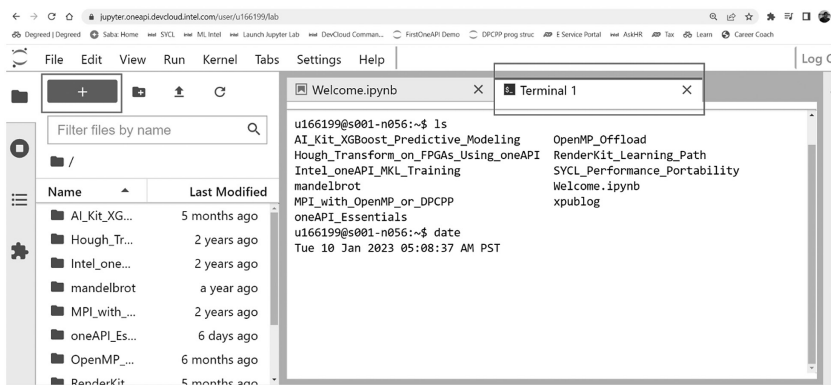 jupyter.oneapi.devcloud.intel.com/user/u166199/lab
Degreed | Degreed Saba: Home SYCL ML Intel Launch Jupyter Lab DevCloud Comman... FirstOneAPI Demo DPCPP prog struc E Service Portal AskHR Tax Learn Career Coach
File Edit View Run Kernel Tabs Settings Help Log O
+
Welcome.ipynb
Terminal 1
Filter files by name
/
Name Last Modified
AI_Kit_XG... 5 months ago
Hough_Tr... 2 years ago
Intel_one... 2 years ago
mandelbrot a year ago
MPI_with_... 2 years ago
oneAPI_Es... 6 days ago
OpenMP_... 6 months ago
RenderKit 5 months ago
u166199@s001-n056:~$ ls
AI_Kit_XGBoost_Predictive_Modeling OpenMP_Offload
Hough_Transform_on_FPGAs_Using_oneAPI RenderKit_Learning_Path
Intel_oneAPI_MKL_Training SYCL_Performance_Portability
mandelbrot Welcome.ipynb
MPI_with_OpenMP_or_DPCPP xpublog
oneAPI_Essentials
u166199@s001-n056:~$ date
Tue 10 Jan 2023 05:08:37 AM PST